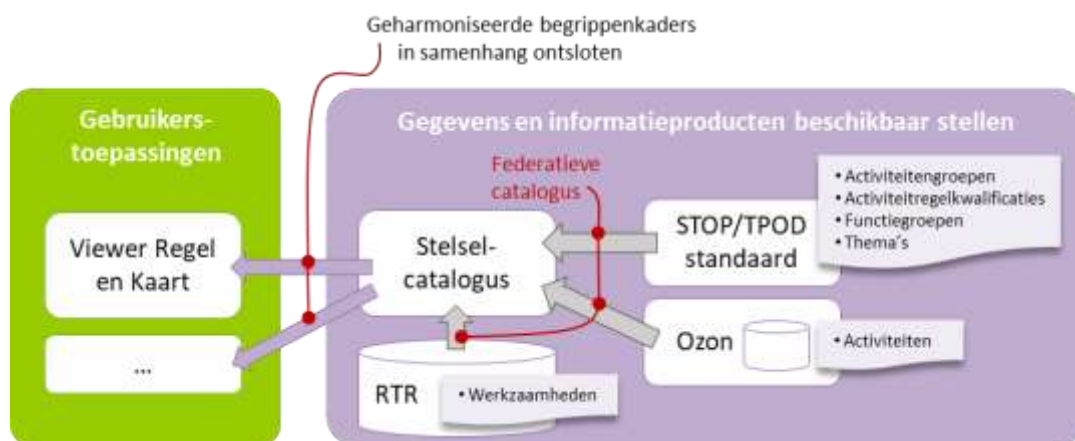 Geharmoniseerde begrippenkaders
in samenhang ontsloten
Gebruikers-
toepassingen
Viewer Regel
en Kaart
...
Gegevens en informatieproducten beschikbaar stellen
Federatieve
catalogus
Stelsel-
catalogus
STOP/TPOD
standaard
• Activiteitengroepen
• Activiteitregelkwalificaties
• Functiegroepen
• Thema´s
Ozon
• Activiteiten
RTR
• Werkzaamheden